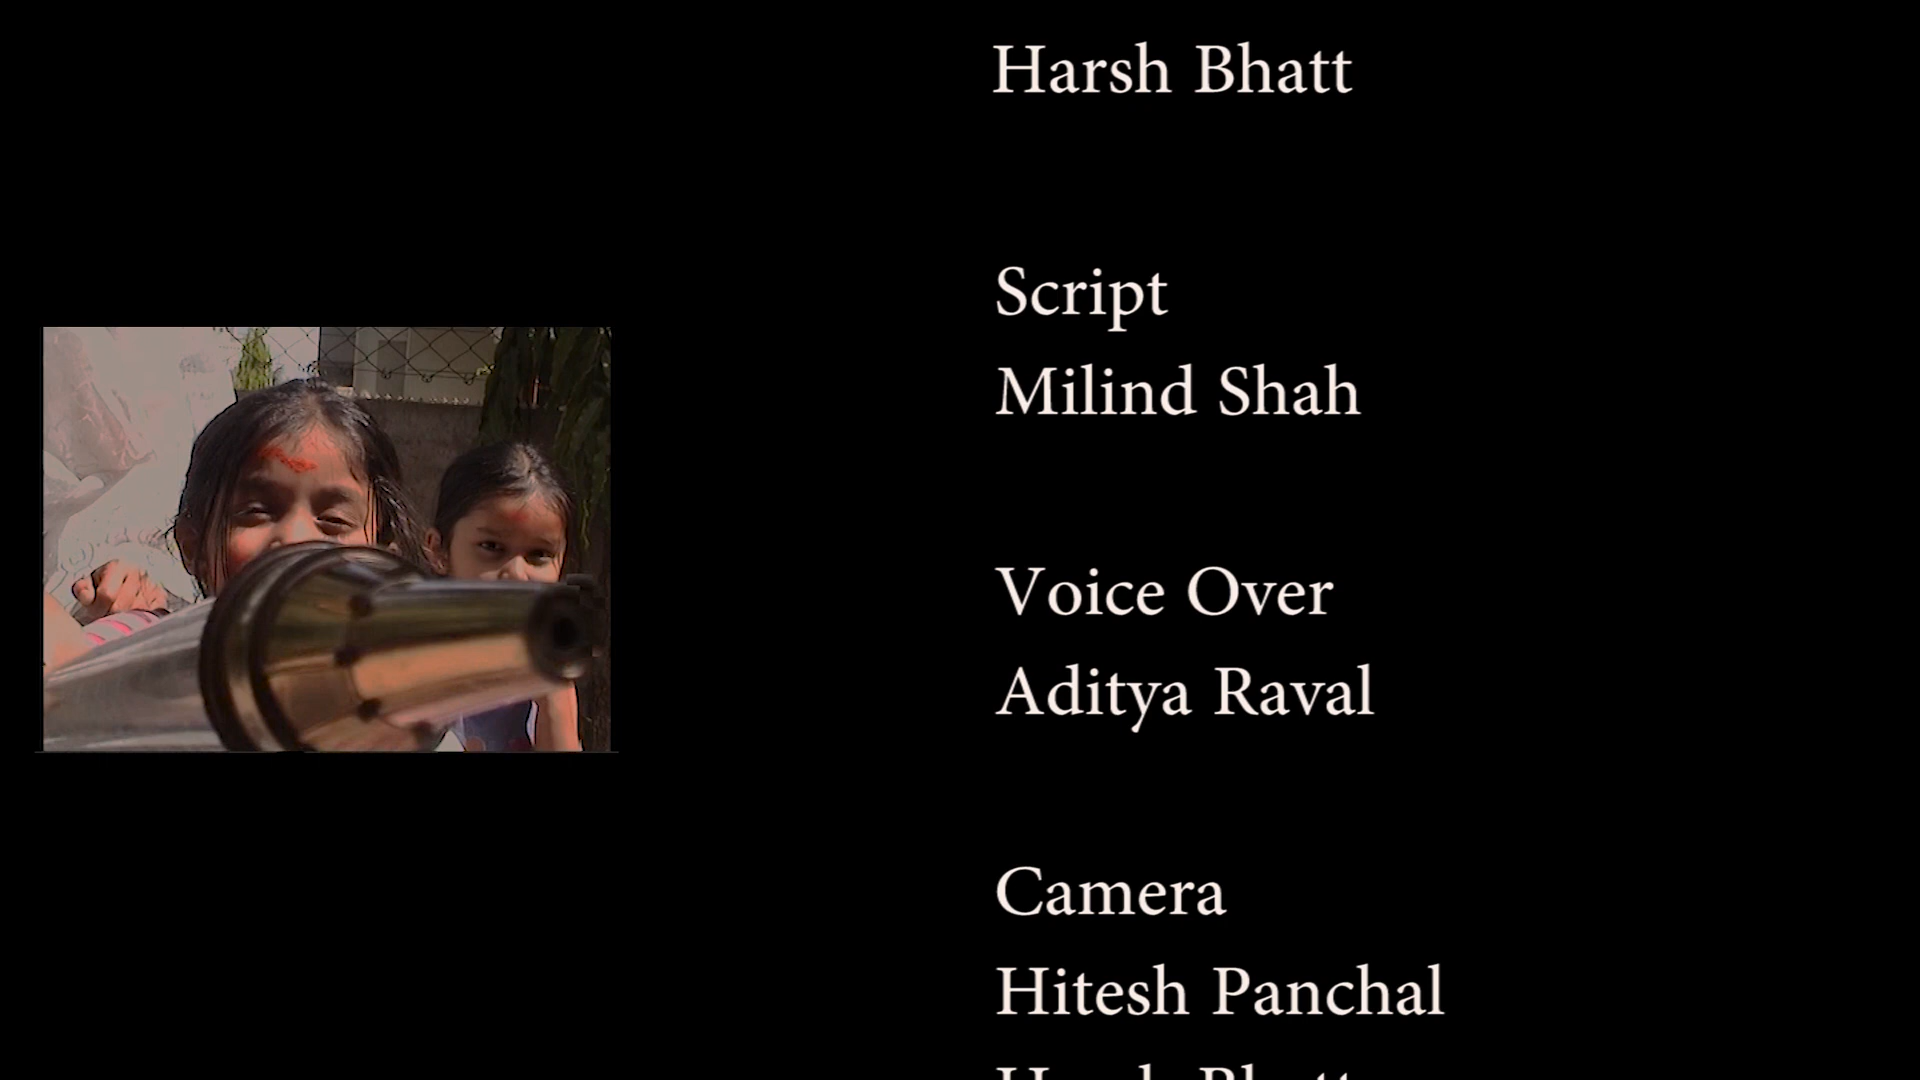 Harsh Bhatt
Script
Milind Shah
Voice Over
Aditya Raval
Camera
Hitesh Panchal